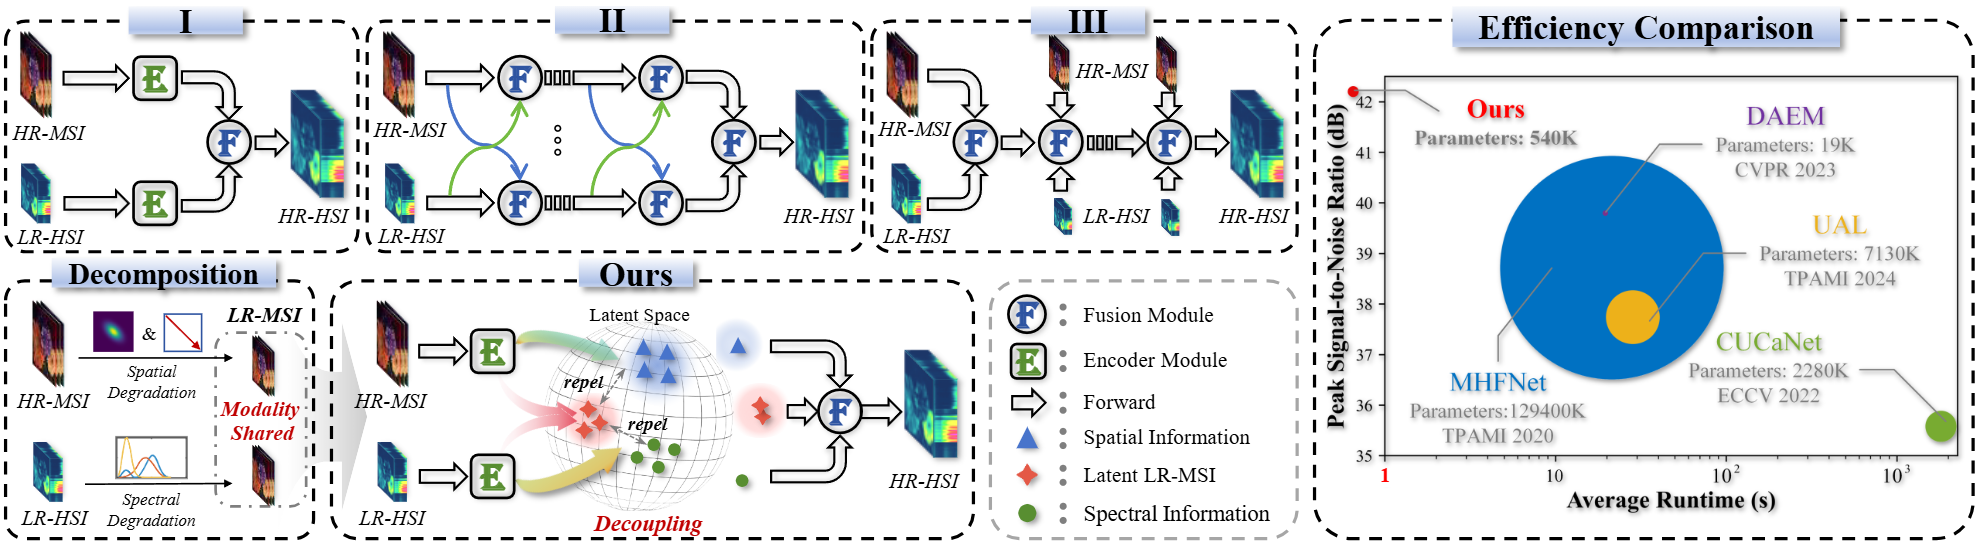 I
HR-MSI
E
F
E
LR-HSI
HR-HSI
II
HR-MSI
F
F
F
F
F
LR-HSI
HR-HSI
III
HR-MSI
HR-MSI
F
F
F
LR-HSI
LR-HSI
HR-HSI
Decomposition
HR-MSI
&
Spatial
Degradation
LR-MSI
Modality
Shared
LR-HSI
Spectral
Degradation
Ours
HR-MSI
E
Latent Space
repel
repel
F
E
LR-HSI
Decoupling
HR-HSI
F : Fusion Module
E : Encoder Module
: Forward
: Spatial Information
: Latent LR-MSI
: Spectral Information
Efficiency Comparison
Peak Signal-to-Noise Ratio (dB)
42
41
40
39
38
37
36
35
1
10
10²
10³
Average Runtime (s)
Ours
Parameters: 540K
DAEM
Parameters: 19K
CVPR 2023
UAL
Parameters: 7130K
TPAMI 2024
CUCaNet
Parameters: 2280K
ECCV 2022
MHFNet
Parameters:129400K
TPAMI 2020